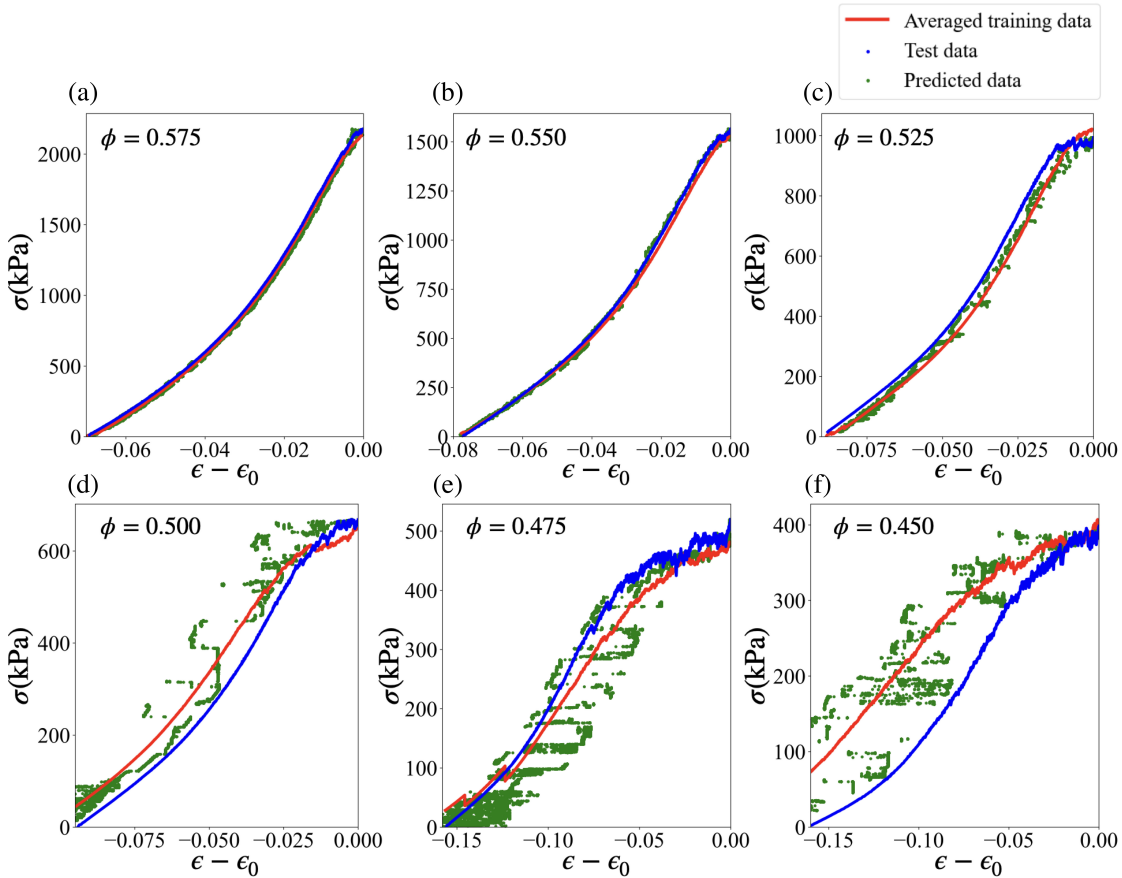 Averaged training data
Test data
Predicted data
(a)
(b)
(c)
ϕ = 0.575
ϕ = 0.550
ϕ = 0.525
2000
1500
1000
500
0
σ(kPa)
−0.06
−0.04
−0.02
0.00
ϵ − ϵ₀
1500
1250
1000
750
500
250
0
σ(kPa)
−0.08
−0.06
−0.04
−0.02
0.00
ϵ − ϵ₀
1000
800
600
400
200
0
σ(kPa)
−0.075
−0.050
−0.025
0.000
ϵ − ϵ₀
(d)
(e)
(f)
ϕ = 0.500
ϕ = 0.475
ϕ = 0.450
600
400
200
0
σ(kPa)
−0.075
−0.050
−0.025
0.000
ϵ − ϵ₀
500
400
300
200
100
0
σ(kPa)
−0.15
−0.10
−0.05
0.00
ϵ − ϵ₀
400
300
200
100
0
σ(kPa)
−0.15
−0.10
−0.05
0.00
ϵ − ϵ₀